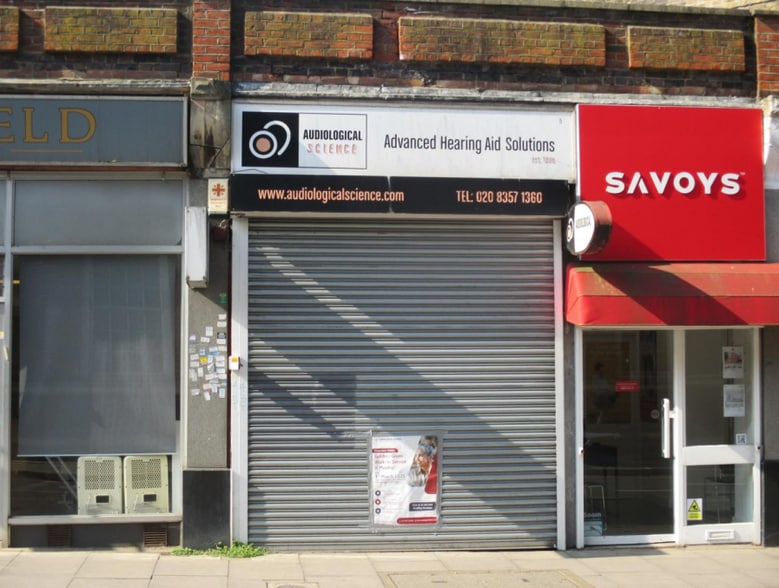 ELD
AUDIOLOGICAL
SCIENCE
Advanced Hearing Aid Solutions
www.audiologicalscience.com
TEL: 020 8357 1360
SAVOYS